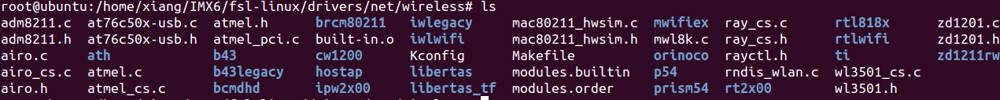 root@ubuntu:/home/xiang/IMX6/fsl-linux/drivers/net/wireless# ls
adm8211.c at76c50x-usb.c atmel.h brcm80211 iwlegacy mac80211_hwsim.c mwifiex ray_cs.c rtl818x zd1201.c
adm8211.h at76c50x-usb.h atmel_pci.c built-in.o iwlwifi mac80211_hwsim.h mwl8k.c ray_cs.h rtlwifi zd1201.h
airo.c ath b43 cw1200 Kconfig Makefile orinoco rayctl.h ti zd1211rw
airo_cs.c atmel.c b43legacy hostap libertas modules.builtin p54 rndis_wlan.c wl3501_cs.c
airo.h atmel_cs.c bcmdhd ipw2x00 libertas_tf modules.order prism54 rt2x00 wl3501.h